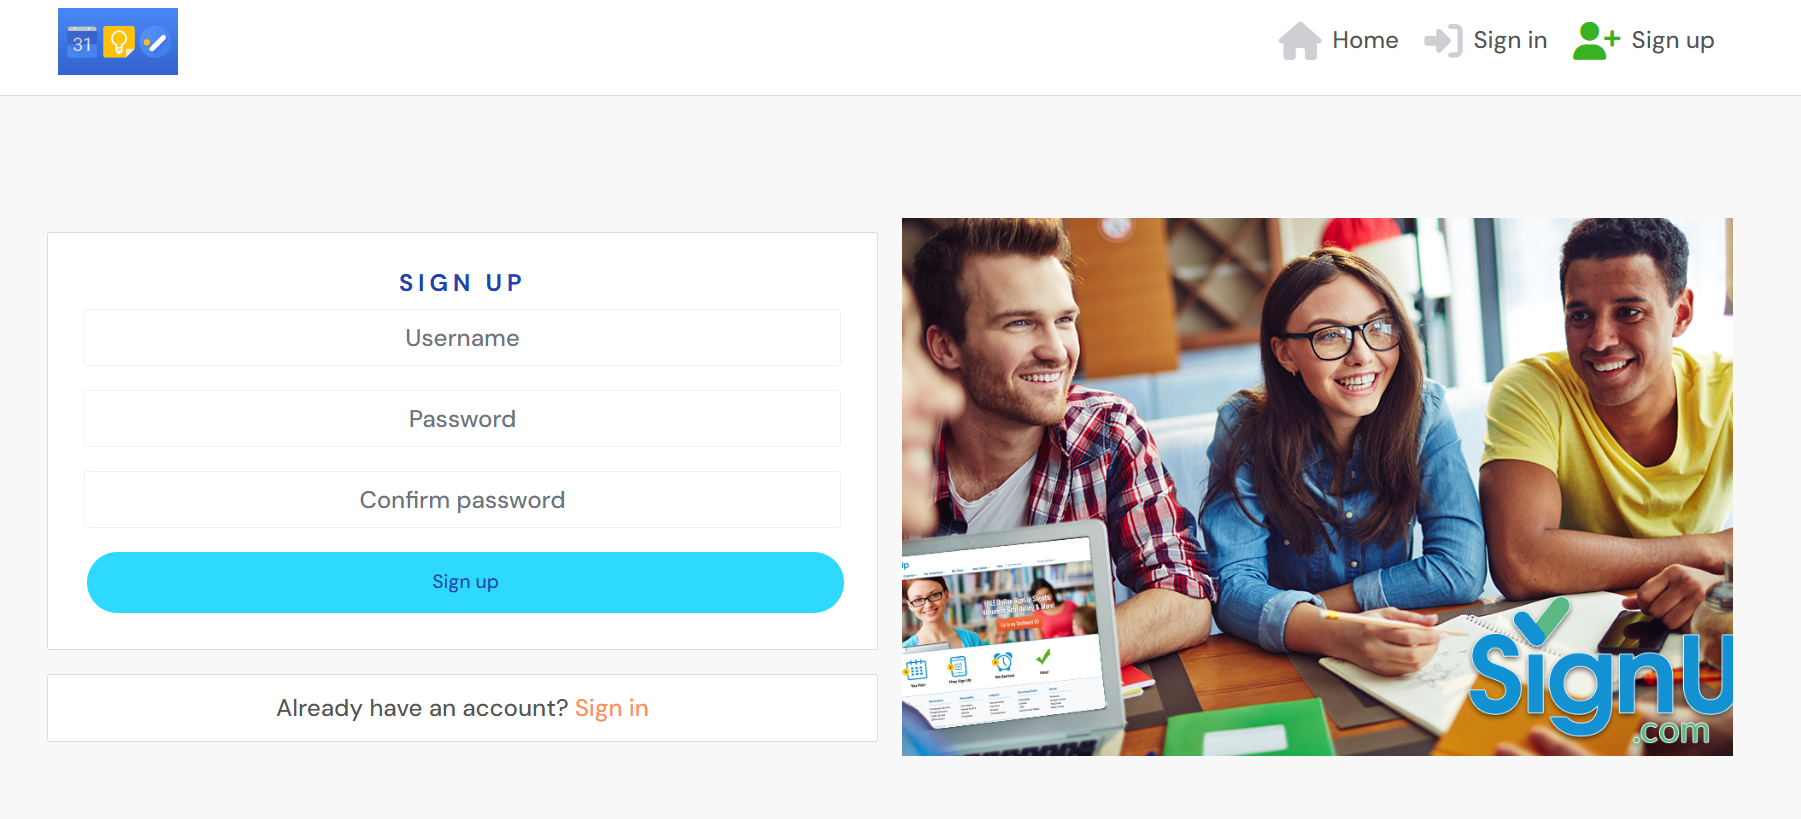 31
Home
Sign in
Sign up
SIGN UP
Username
Password
Confirm password
Sign up
Already have an account? Sign in
SignU
.com